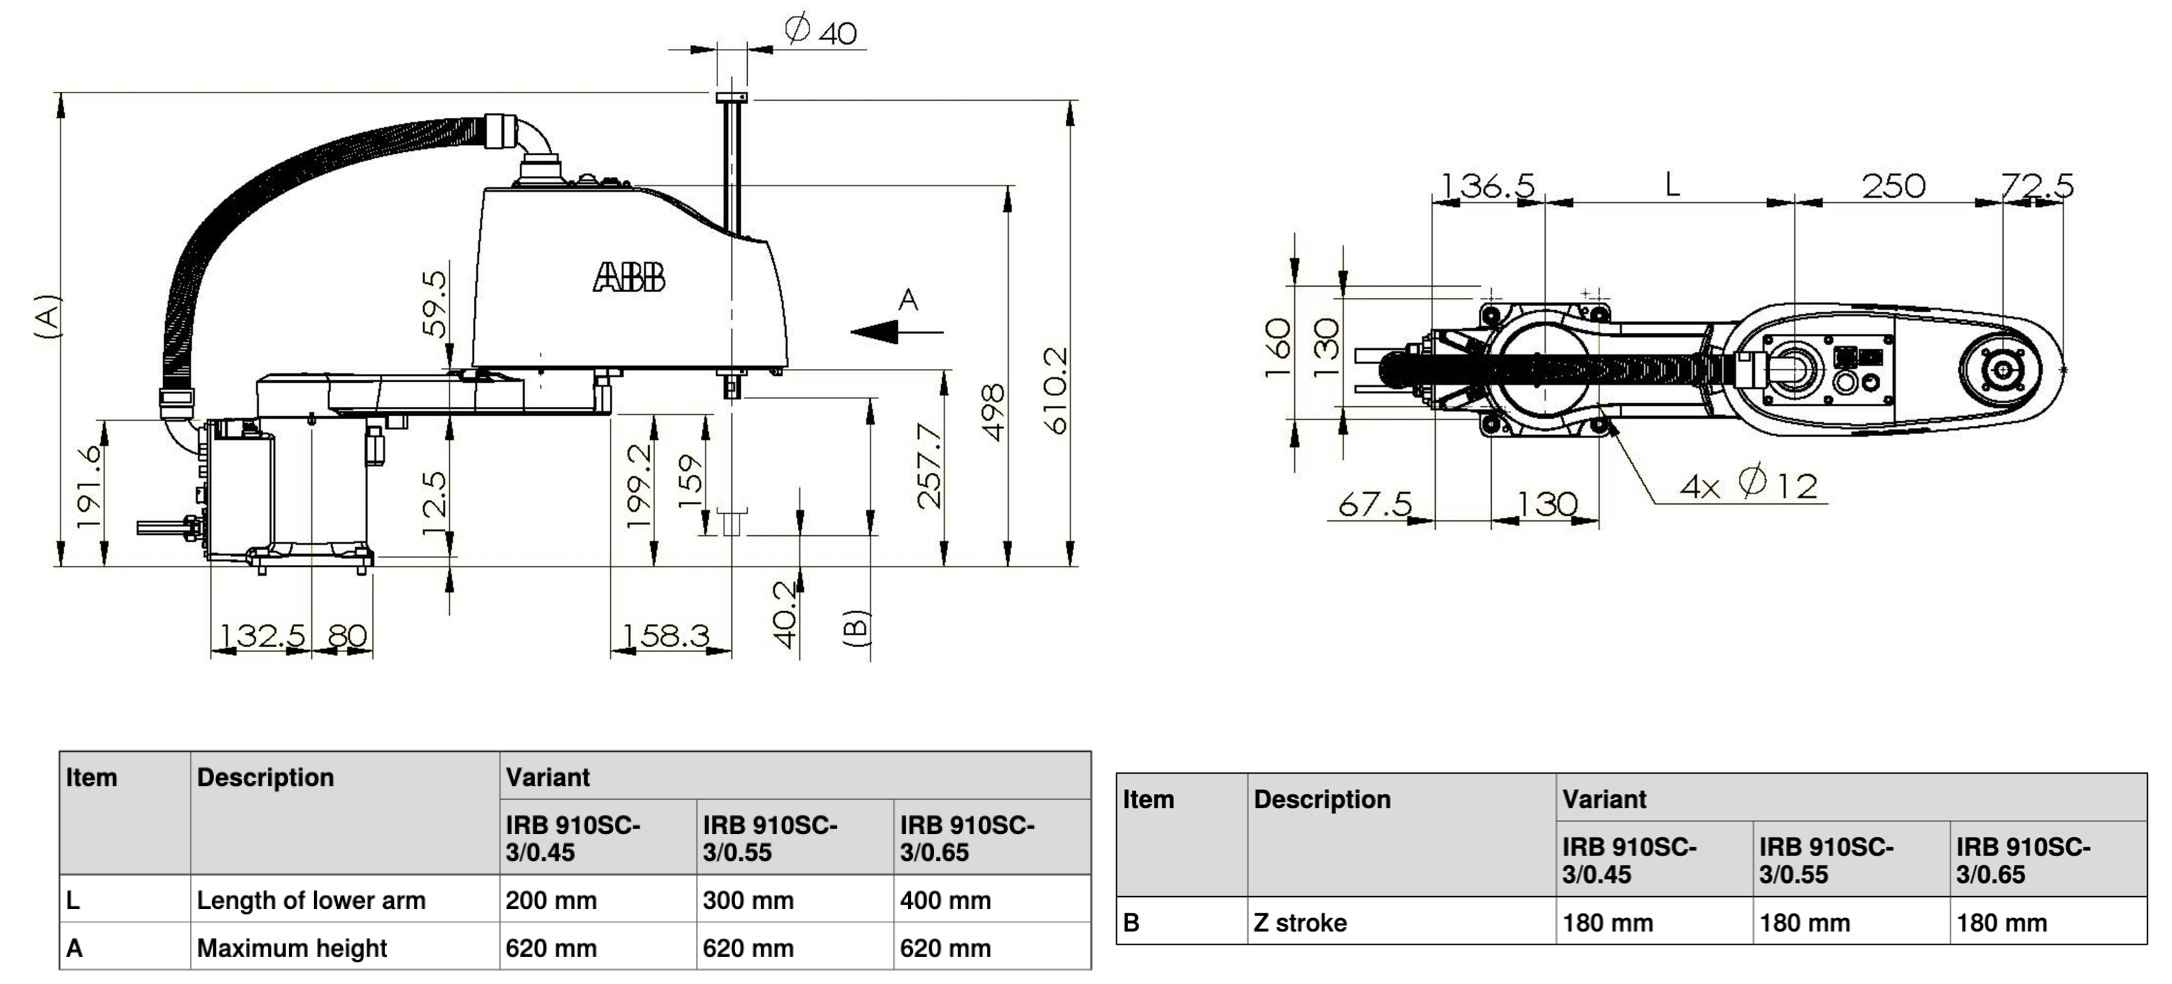 Ø 40
(A)
ABB
A
59.5
191.6
12.5
199.2
159
257.7
498
610.2
40.2
(B)
132.5
80
158.3
136.5
L
250
72.5
160
130
67.5
130
4x Ø 12
Item Description Variant
IRB 910SC-3/0.45 IRB 910SC-3/0.55 IRB 910SC-3/0.65
L Length of lower arm 200 mm 300 mm 400 mm
A Maximum height 620 mm 620 mm 620 mm
Item Description Variant
IRB 910SC-3/0.45 IRB 910SC-3/0.55 IRB 910SC-3/0.65
B Z stroke 180 mm 180 mm 180 mm